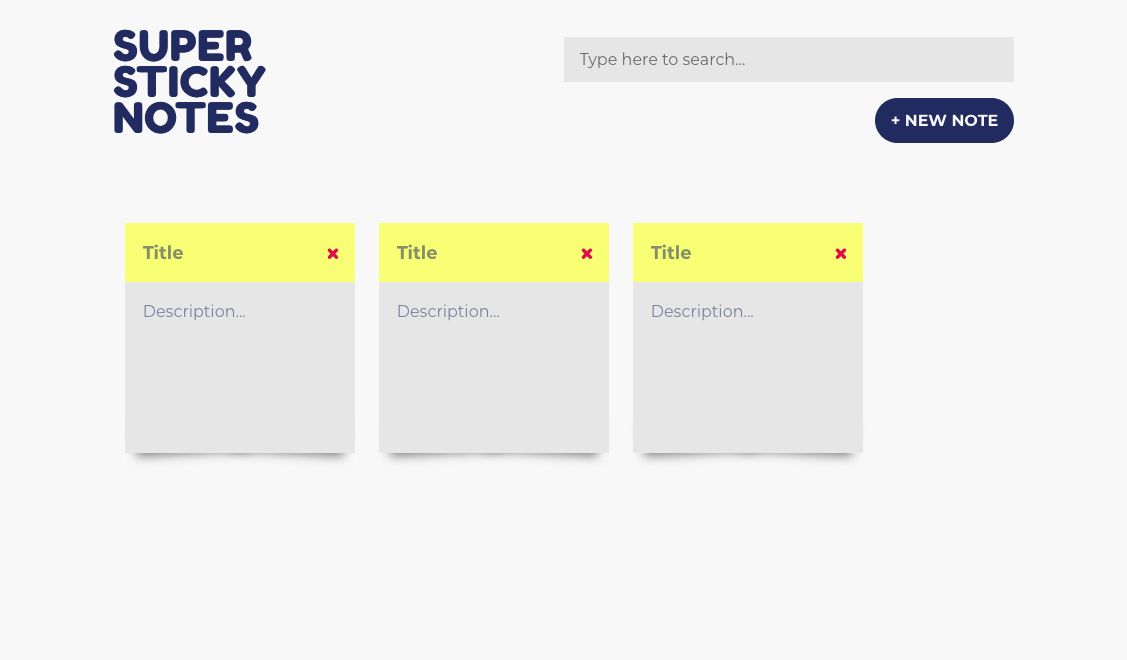 SUPER
STICKY
NOTES
Type here to search...
+ NEW NOTE
Title
Title
Title
Description...
Description...
Description...